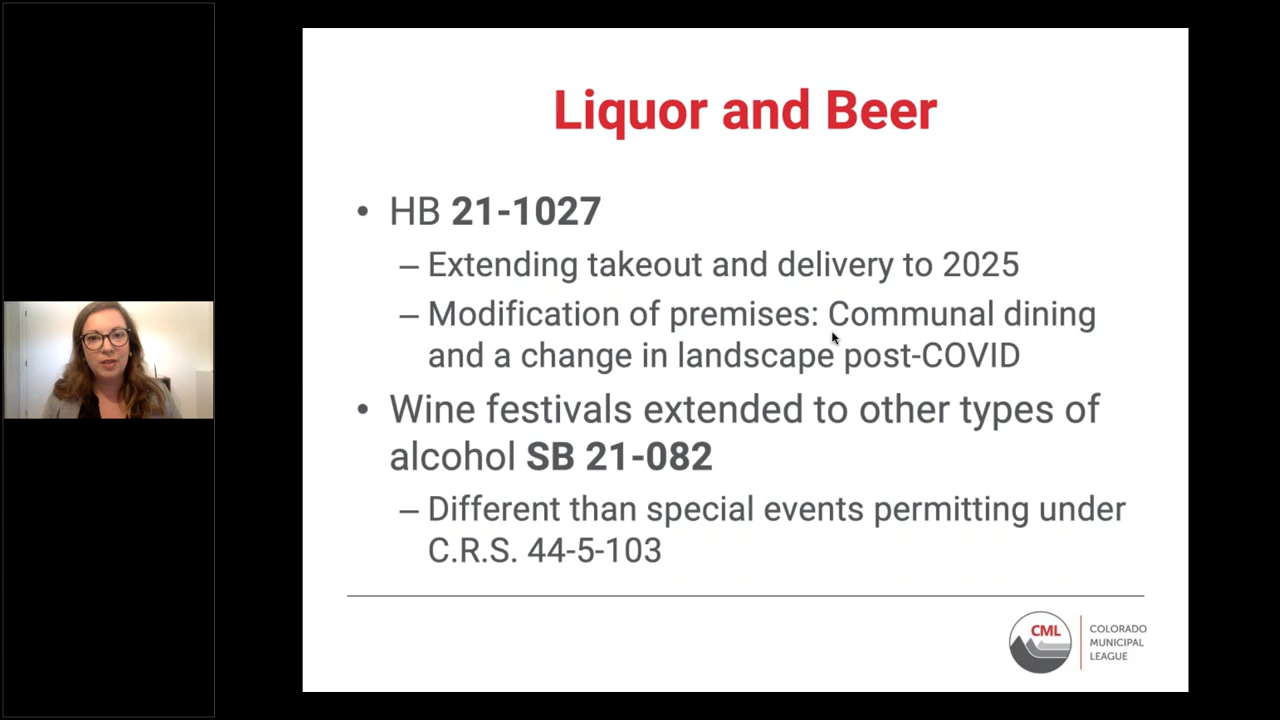 Liquor and Beer
• HB 21-1027
– Extending takeout and delivery to 2025
– Modification of premises: Communal dining
and a change in landscape post-COVID
• Wine festivals extended to other types of
alcohol SB 21-082
– Different than special events permitting under
C.R.S. 44-5-103
CML
COLORADO
MUNICIPAL
LEAGUE